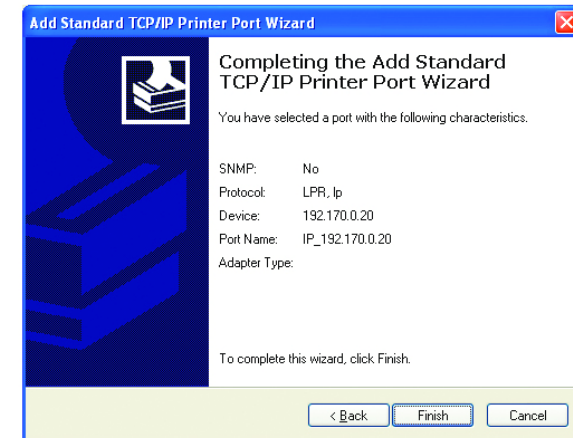 Add Standard TCP/IP Printer Port Wizard
Completing the Add Standard
TCP/IP Printer Port Wizard
You have selected a port with the following characteristics.
SNMP: No
Protocol: LPR, lp
Device: 192.170.0.20
Port Name: IP_192.170.0.20
Adapter Type:
To complete this wizard, click Finish.
< Back Finish Cancel